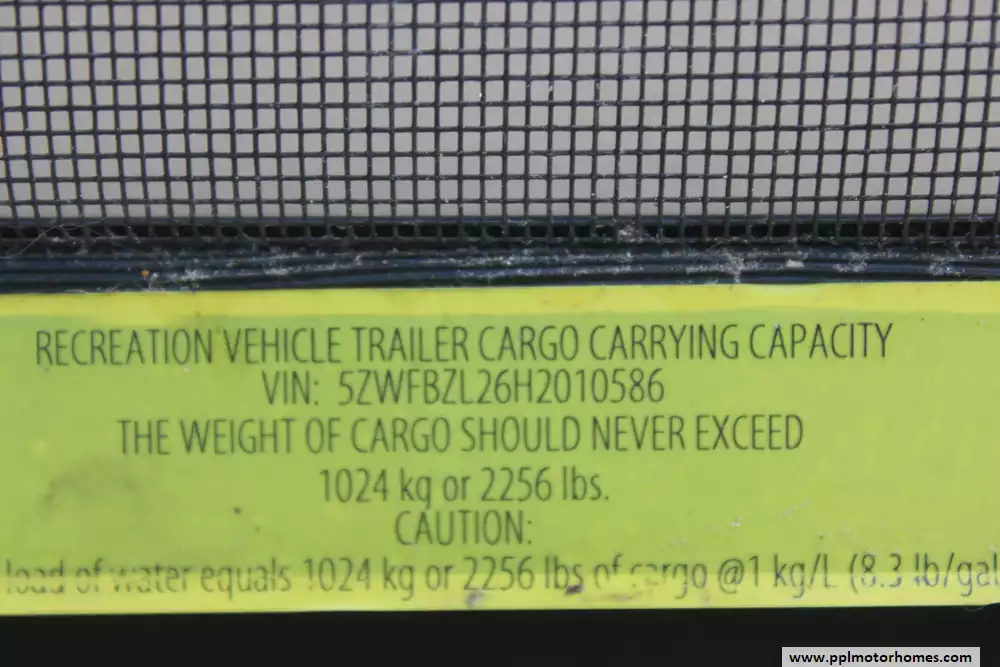 RECREATION VEHICLE TRAILER CARGO CARRYING CAPACITY
VIN: 5ZWFBZL26H2010586
THE WEIGHT OF CARGO SHOULD NEVER EXCEED
1024 kg or 2256 lbs.
CAUTION:
load of water equals 1024 kg or 2256 lbs of cargo @1 kg/L (8.3 lb/gal
www.pplmotorhomes.com